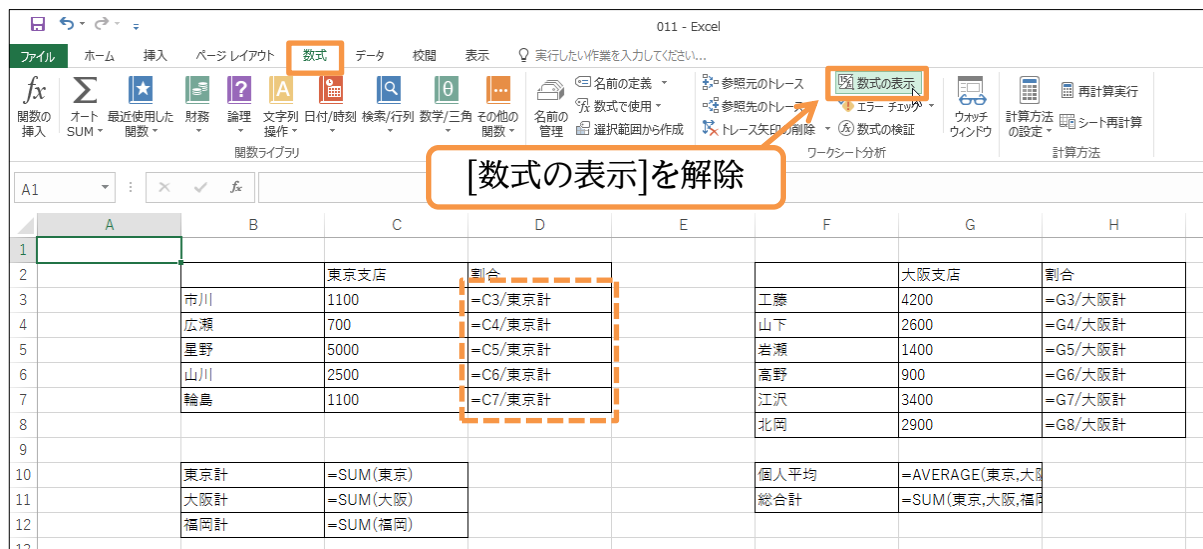 011 - Excel
ファイル ホーム 挿入 ページ レイアウト 数式 データ 校閲 表示 実行したい作業を入力してください...
fx 関数の挿入
Σ オート SUM
最近使用した関数
財務
論理
文字列操作
日付/時刻
検索/行列
数学/三角
その他の関数
関数ライブラリ
名前の管理
名前の定義
数式で使用
選択範囲から作成
参照元のトレース
参照先のトレース
トレース矢印の削除
数式の表示
エラー チェック
数式の検証
ウォッチ ウィンドウ
ワークシート分析
計算方法の設定
再計算実行
シート再計算
計算方法
[数式の表示]を解除
A1 fx
A B C D E F G H
1
2 東京支店 割合 大阪支店 割合
3 市川 1100 =C3/東京計 工藤 4200 =G3/大阪計
4 広瀬 700 =C4/東京計 山下 2600 =G4/大阪計
5 星野 5000 =C5/東京計 岩瀬 1400 =G5/大阪計
6 山川 2500 =C6/東京計 高野 900 =G6/大阪計
7 輪島 1100 =C7/東京計 江沢 3400 =G7/大阪計
8 北岡 2900 =G8/大阪計
9
10 東京計 =SUM(東京) 個人平均 =AVERAGE(東京,大阪
11 大阪計 =SUM(大阪) 総合計 =SUM(東京,大阪,福岡
12 福岡計 =SUM(福岡)
13